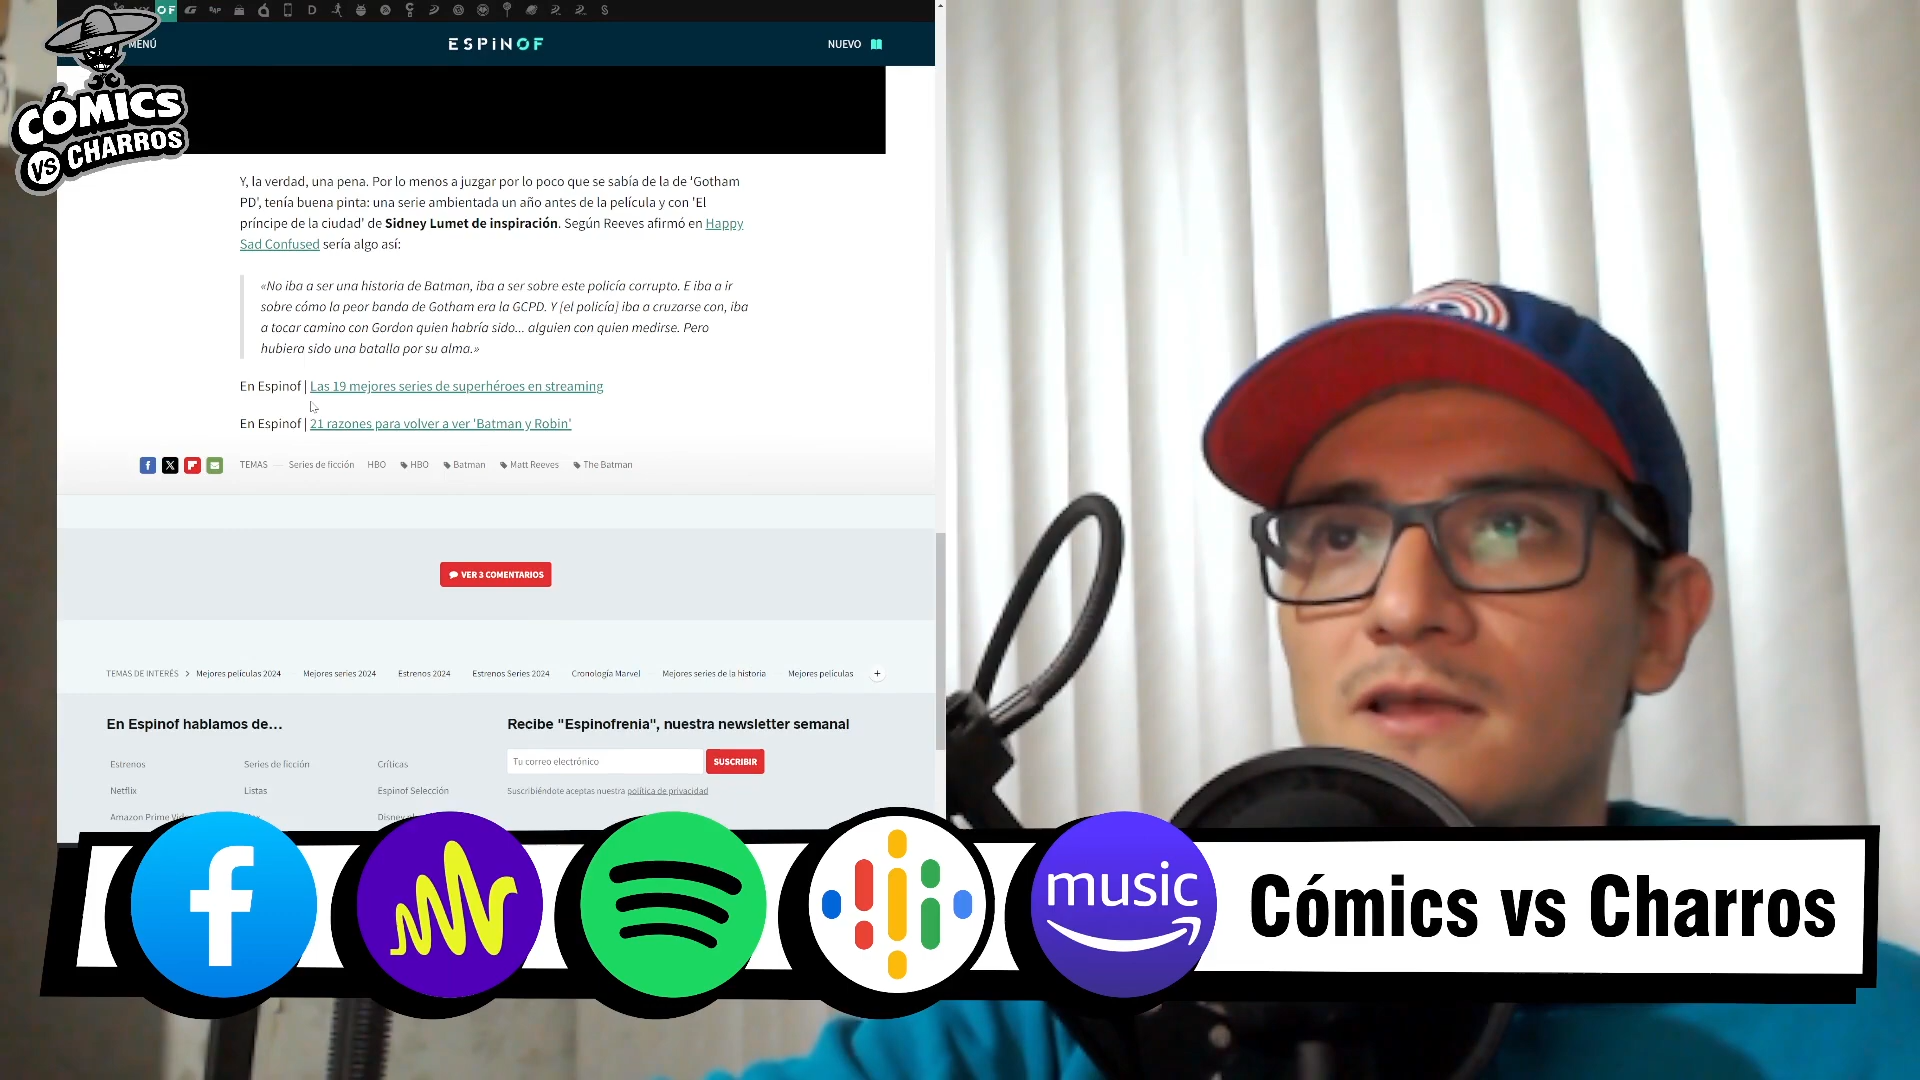 OF
MENÚ
ESPINOF
NUEVO
CÓMICS
VS CHARROS
Y, la verdad, una pena. Por lo menos a juzgar por lo poco que se sabía de la de 'Gotham
PD', tenía buena pinta: una serie ambientada un año antes de la película y con 'El
príncipe de la ciudad' de Sidney Lumet de inspiración. Según Reeves afirmó en Happy
Sad Confused sería algo así:
«No iba a ser una historia de Batman, iba a ser sobre este policía corrupto. E iba a ir
sobre cómo la peor banda de Gotham era la GCPD. Y [el policía] iba a cruzarse con, iba
a tocar camino con Gordon quien habría sido... alguien con quien medirse. Pero
hubiera sido una batalla por su alma.»
En Espinof | Las 19 mejores series de superhéroes en streaming
En Espinof | 21 razones para volver a ver 'Batman y Robin'
TEMAS Series de ficción HBO HBO Batman Matt Reeves The Batman
VER 3 COMENTARIOS
TEMAS DE INTERÉS Mejores películas 2024 Mejores series 2024 Estrenos 2024 Estrenos Series 2024 Cronología Marvel Mejores series de la historia Mejores películas +
En Espinof hablamos de...
Recibe "Espinofrenia", nuestra newsletter semanal
Tu correo electrónico SUSCRIBIR
Estrenos Series de ficción Críticas
Netflix Listas Espinof Selección
Suscribiéndote aceptas nuestra política de privacidad
Amazon Prime
music
Cómics vs Charros